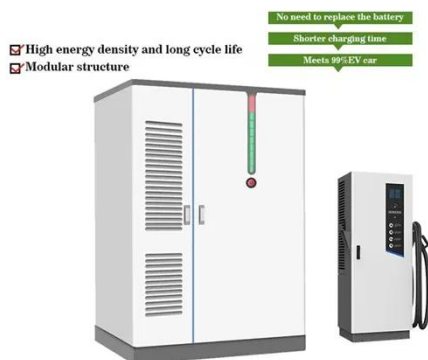 No need to replace the battery
Shorter charging time
Meets 99%EV car
High energy density and long cycle life
Modular structure